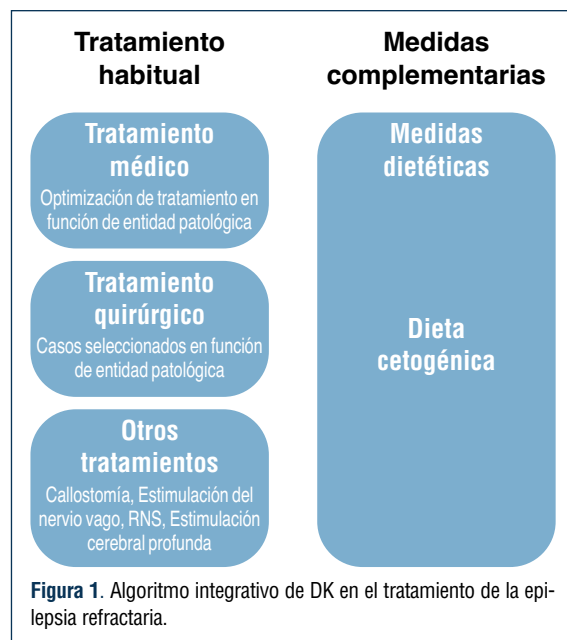 Tratamiento
habitual
Tratamiento
médico
Optimización de tratamiento en
función de entidad patológica
Tratamiento
quirúrgico
Casos seleccionados en función
de entidad patológica
Otros
tratamientos
Callostomía, Estimulación del
nervio vago, RNS, Estimulación
cerebral profunda
Medidas
complementarias
Medidas
dietéticas
Dieta
cetogénica
Figura 1. Algoritmo integrativo de DK en el tratamiento de la epi-
lepsia refractaria.